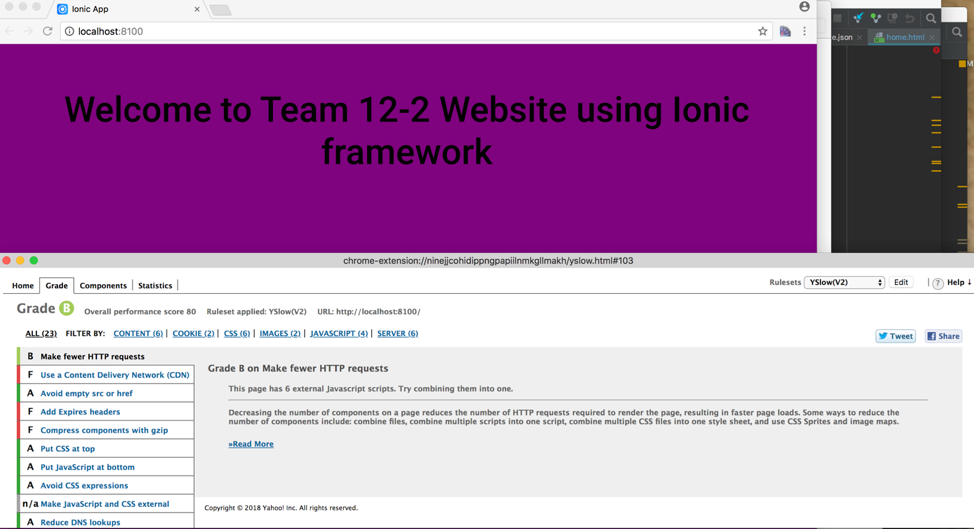 Ionic App
localhost:8100
e.json
home.html
Welcome to Team 12-2 Website using Ionic
framework
M
chrome-extension://ninejjcohidippngpapiilnmkgllmakh/yslow.html#103
Home Grade Components Statistics
Rulesets YSlow(V2) Edit ? Help ↓
Grade B Overall performance score 80 Ruleset applied: YSlow(V2) URL: http://localhost:8100/
ALL (23) FILTER BY: CONTENT (6) | COOKIE (2) | CSS (6) | IMAGES (2) | JAVASCRIPT (4) | SERVER (6)
Tweet Share
B Make fewer HTTP requests
F Use a Content Delivery Network (CDN)
A Avoid empty src or href
F Add Expires headers
F Compress components with gzip
A Put CSS at top
A Put JavaScript at bottom
A Avoid CSS expressions
n/a Make JavaScript and CSS external
A Reduce DNS lookups
Grade B on Make fewer HTTP requests
This page has 6 external Javascript scripts. Try combining them into one.
Decreasing the number of components on a page reduces the number of HTTP requests required to render the page, resulting in faster page loads. Some ways to reduce the
number of components include: combine files, combine multiple scripts into one script, combine multiple CSS files into one style sheet, and use CSS Sprites and image maps.
»Read More
Copyright © 2018 Yahoo! Inc. All rights reserved.